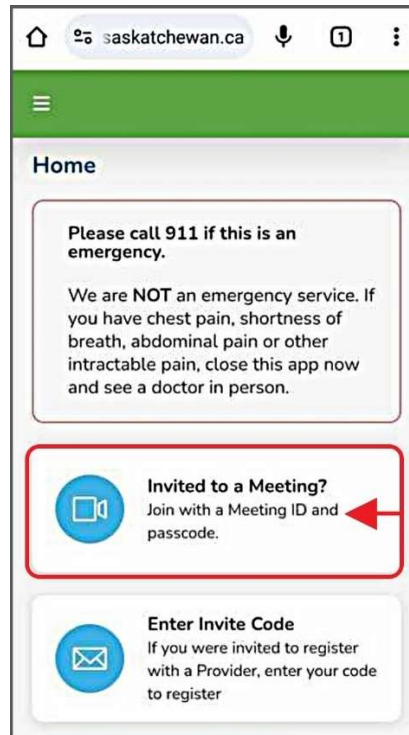 saskatchewan.ca 1
Home
Please call 911 if this is an
emergency.
We are NOT an emergency service. If
you have chest pain, shortness of
breath, abdominal pain or other
intractable pain, close this app now
and see a doctor in person.
Invited to a Meeting?
Join with a Meeting ID and
passcode.
Enter Invite Code
If you were invited to register
with a Provider, enter your code
to register